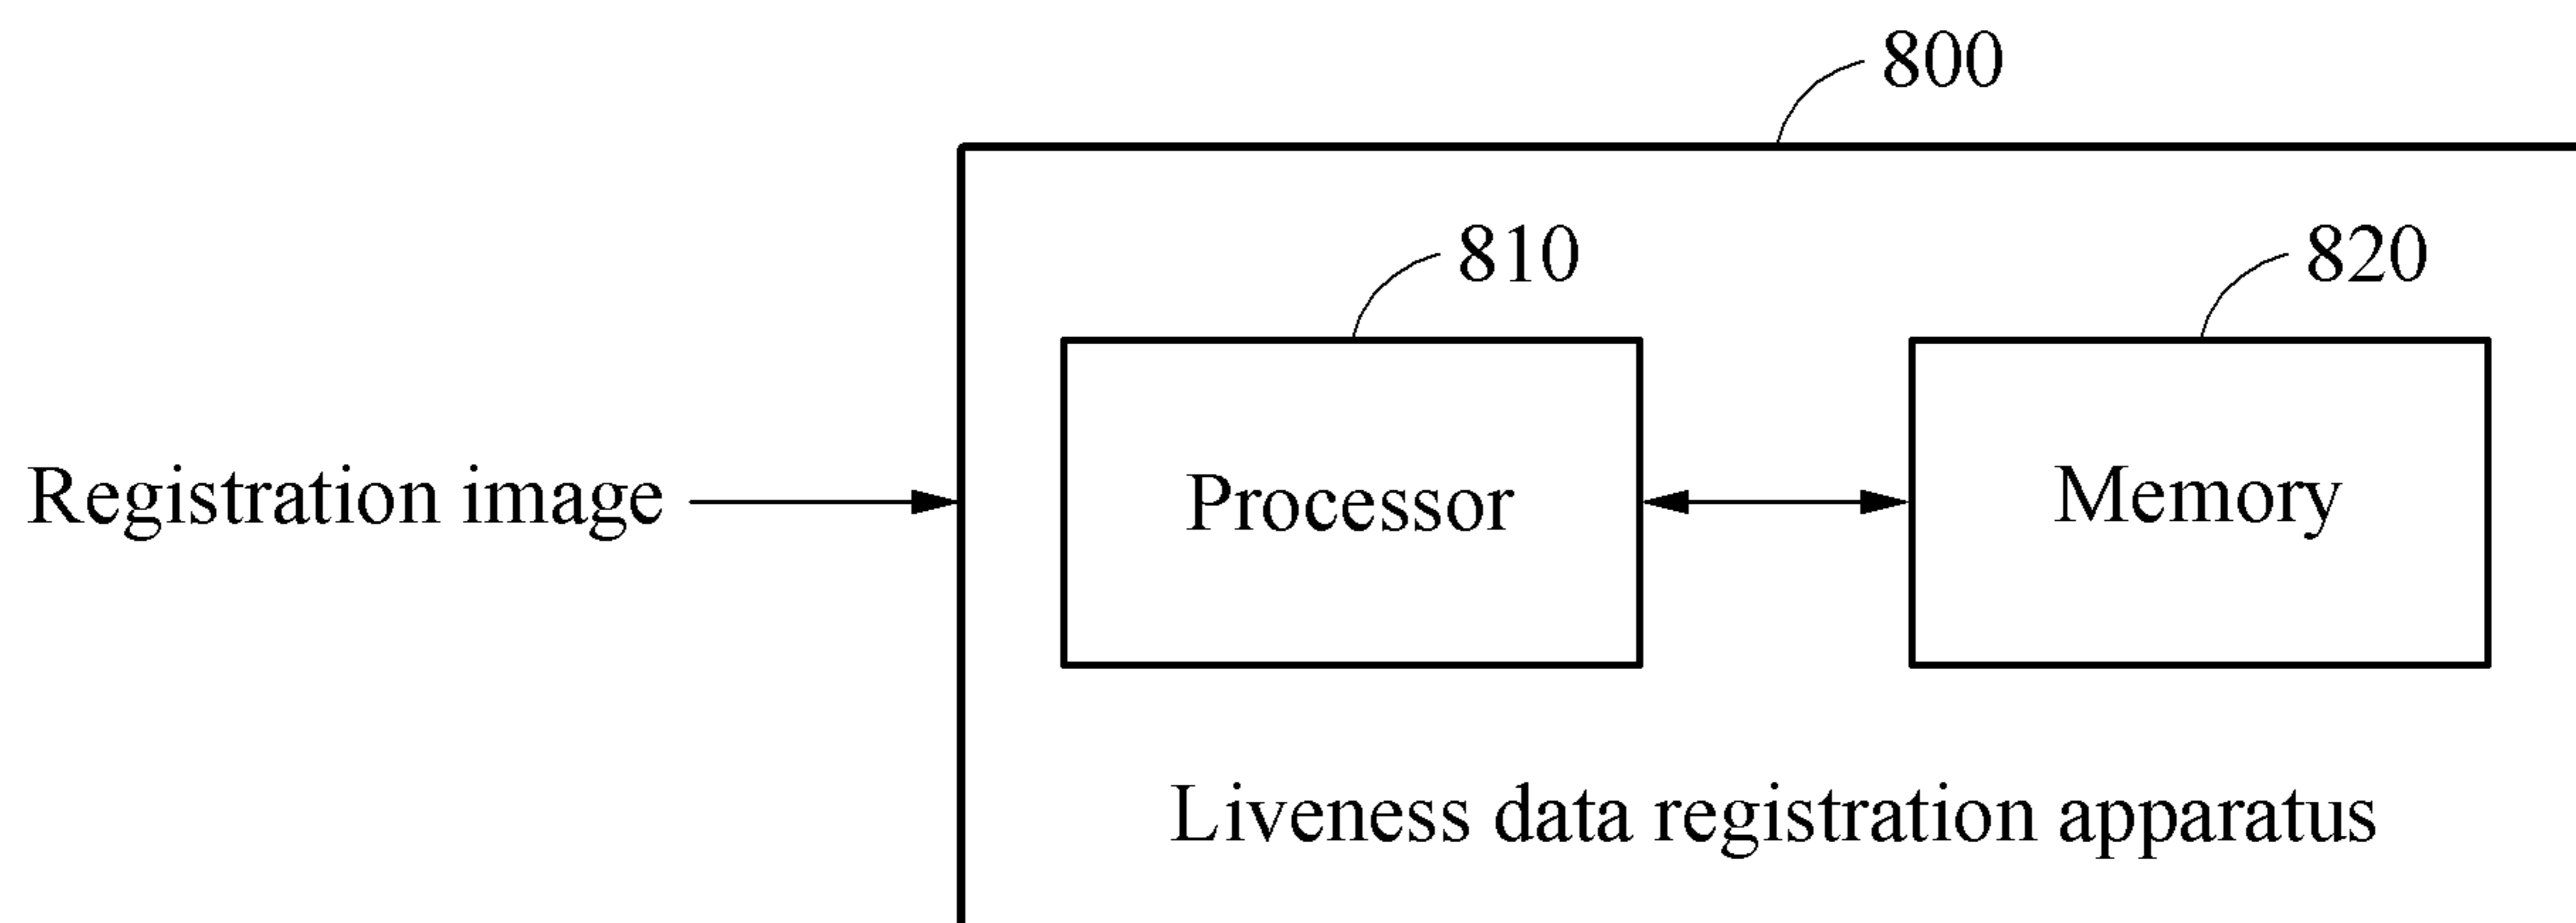 800
810
820
Registration image
Processor
Memory
Liveness data registration apparatus